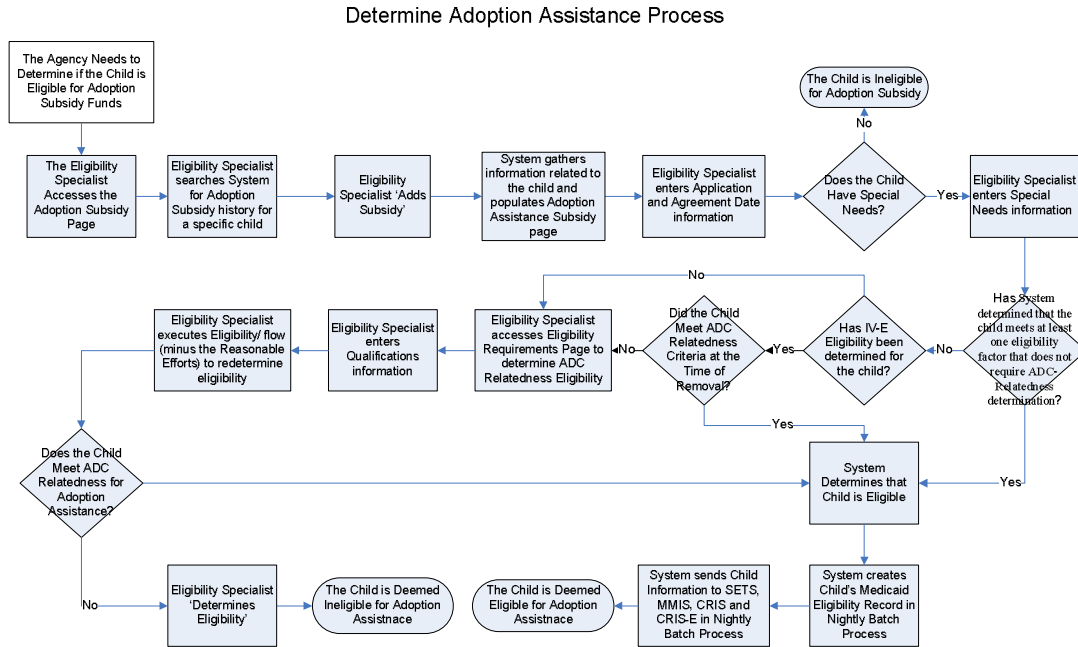 Determine Adoption Assistance Process
The Agency Needs to
Determine if the Child is
Eligible for Adoption
Subsidy Funds
The Child is Ineligible
for Adoption Subsidy
No
The Eligibility
Specialist
Accesses the
Adoption Subsidy
Page
Eligibility Specialist
searches System
for Adoption
Subsidy history for
a specific child
Eligibility
Specialist ‘Adds
Subsidy’
System gathers
information related
to the child and
populates Adoption
Assistance Subsidy
page
Eligibility Specialist
enters Application
and Agreement Date
information
Does the Child
Have Special
Needs?
Yes
Eligibility Specialist
enters Special
Needs information
No
Eligibility Specialist
executes Eligibility/ flow
(minus the Reasonable
Efforts) to redetermine
eligiibility
Eligibility Specialist
enters
Qualifications
information
Eligibility Specialist
accesses Eligibility
Requirements Page to
determine ADC
Relatedness Eligibility
No
Did the Child
Meet ADC
Relatedness
Criteria at the
Time of
Removal?
Yes
Has IV-E
Eligibility been
determined for
the child?
No
Has System
determined that the
child meets at least
one eligibility
factor that does not
require ADC-
Relatedness
determination?
Yes
Does the Child
Meet ADC
Relatedness for
Adoption
Assistance?
System
Determines that
Child is Eligible
Yes
No
Eligibility Specialist
‘Determines
Eligibility’
The Child is Deemed
Ineligible for Adoption
Assistnace
The Child is Deemed
Eligible for Adoption
Assistnace
System sends Child
Information to SETS,
MMIS, CRIS and
CRIS-E in Nightly
Batch Process
System creates
Child’s Medicaid
Eligibility Record in
Nightly Batch
Process